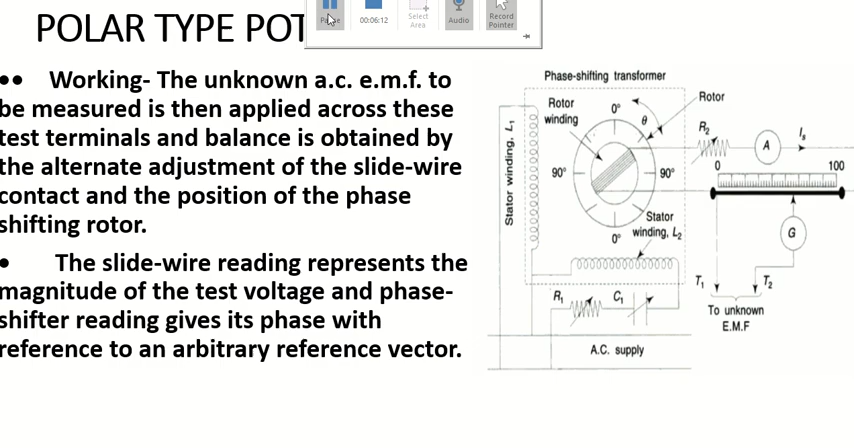 POLAR TYPE POT
Pause
00:06:12
Select
Area
Audio
Record
Pointer
•• Working- The unknown a.c. e.m.f. to
be measured is then applied across these
test terminals and balance is obtained by
the alternate adjustment of the slide-wire
contact and the position of the phase
shifting rotor.
• The slide-wire reading represents the
magnitude of the test voltage and phase-
shifter reading gives its phase with
reference to an arbitrary reference vector.
Phase-shifting transformer
Rotor
winding
0°
θ
Rotor
Stator winding, L1
90°
90°
0°
Stator
winding, L2
R2
A
Is
0
100
G
T1
T2
To unknown
E.M.F
R1
C1
A.C. supply